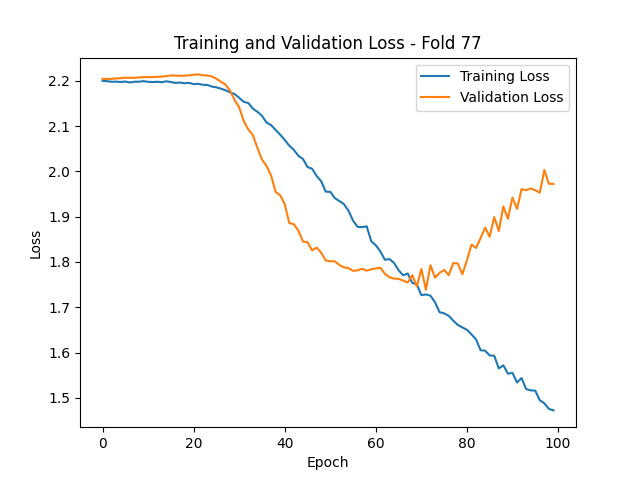 Training and Validation Loss - Fold 77
Training Loss
Validation Loss
Loss
2.2
2.1
2.0
1.9
1.8
1.7
1.6
1.5
0
20
40
60
80
100
Epoch